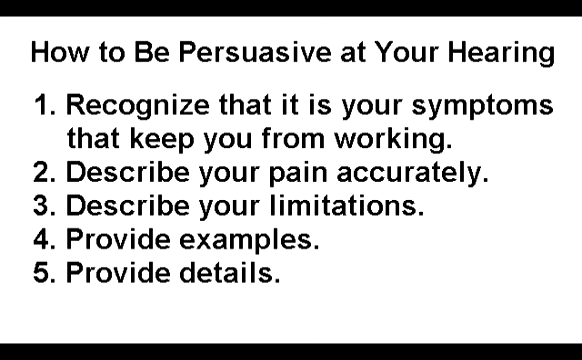 How to Be Persuasive at Your Hearing
1. Recognize that it is your symptoms
that keep you from working.
2. Describe your pain accurately.
3. Describe your limitations.
4. Provide examples.
5. Provide details.